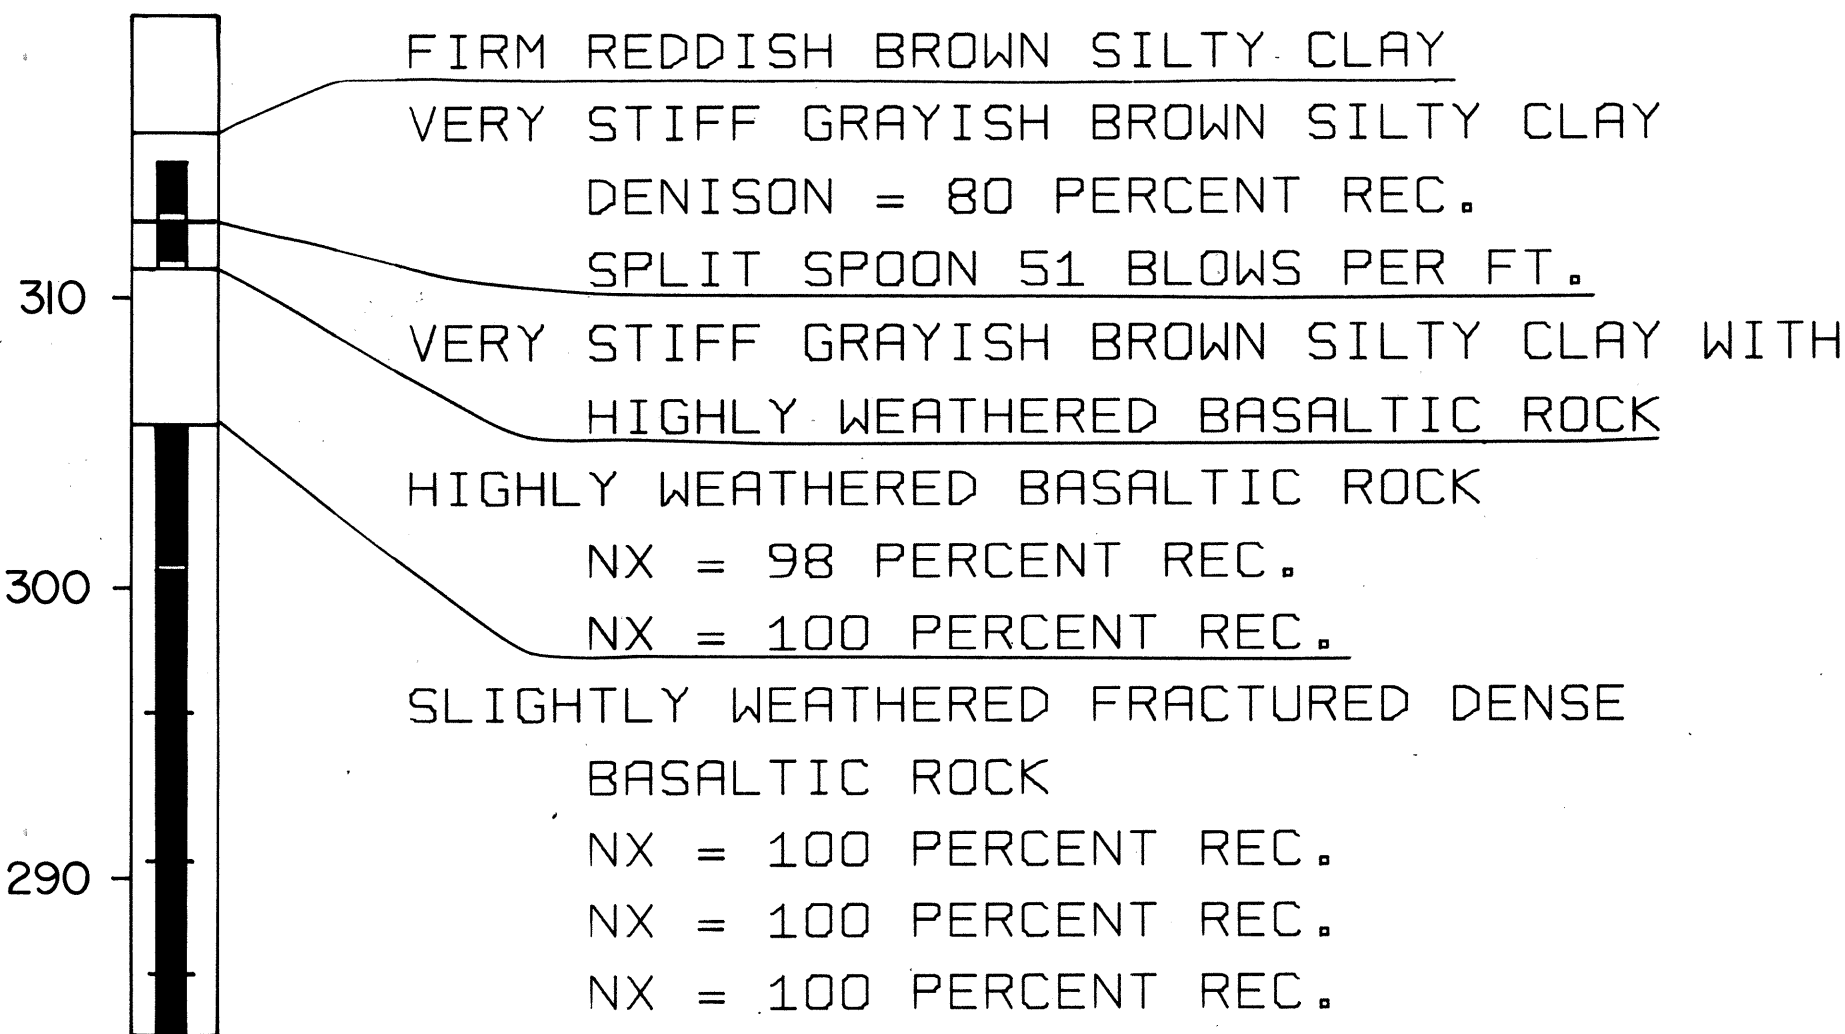 FIRM REDDISH BROWN SILTY CLAY
VERY STIFF GRAYISH BROWN SILTY CLAY
DENISON = 80 PERCENT REC.
SPLIT SPOON 51 BLOWS PER FT.
310
VERY STIFF GRAYISH BROWN SILTY CLAY WITH
HIGHLY WEATHERED BASALTIC ROCK
HIGHLY WEATHERED BASALTIC ROCK
NX = 98 PERCENT REC.
300
NX = 100 PERCENT REC.
SLIGHTLY WEATHERED FRACTURED DENSE
BASALTIC ROCK
NX = 100 PERCENT REC.
290
NX = 100 PERCENT REC.
NX = 100 PERCENT REC.